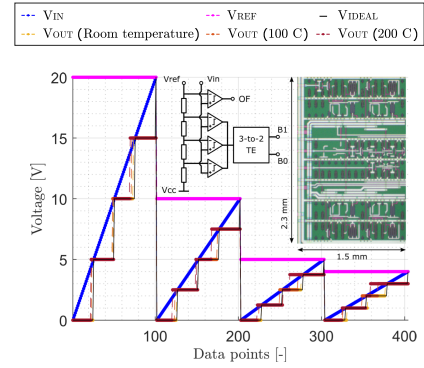 VIN VREF VIDEAL
VOUT (Room temperature) VOUT (100 C) VOUT (200 C)
Vref Vin
OF
3-to-2
TE
B1
B0
Vcc
2.3 mm
1.5 mm
20
15
10
5
0
Voltage [V]
100 200 300 400
Data points [-]